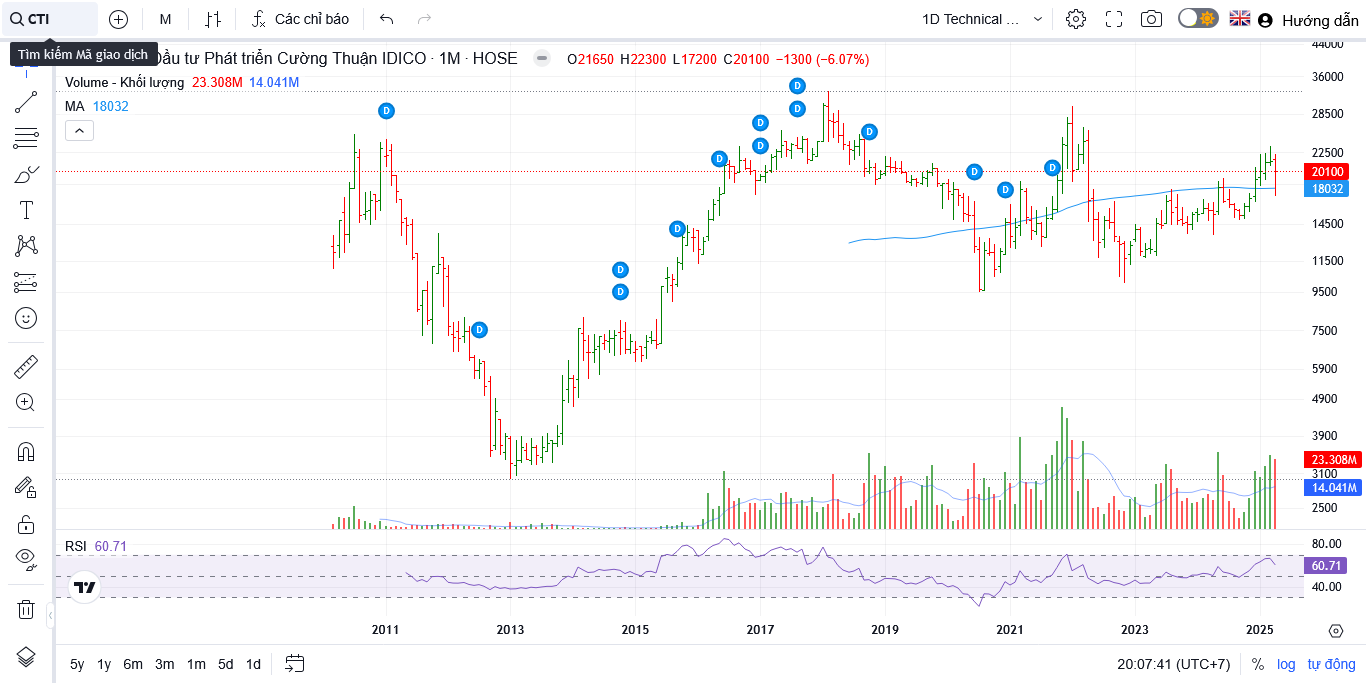 CTI
M
Các chỉ báo
1D Technical ...
Hướng dẫn
Tìm kiếm Mã giao dịch
Đầu tư Phát triển Cường Thuận IDICO · 1M · HOSE
O21650 H22300 L17200 C20100 −1300 (−6.07%)
Volume - Khối lượng 23.308M 14.041M
MA 18032
D
D
D
D
D
D
D
D
D
D
D
D
D
D
44000
36000
28500
22500
20100
18032
14500
11500
9500
7500
5900
4900
3900
23.308M
3100
14.041M
2500
RSI 60.71
80.00
60.71
40.00
2011 2013 2015 2017 2019 2021 2023 2025
5y 1y 6m 3m 1m 5d 1d
20:07:41 (UTC+7)
% log tự động